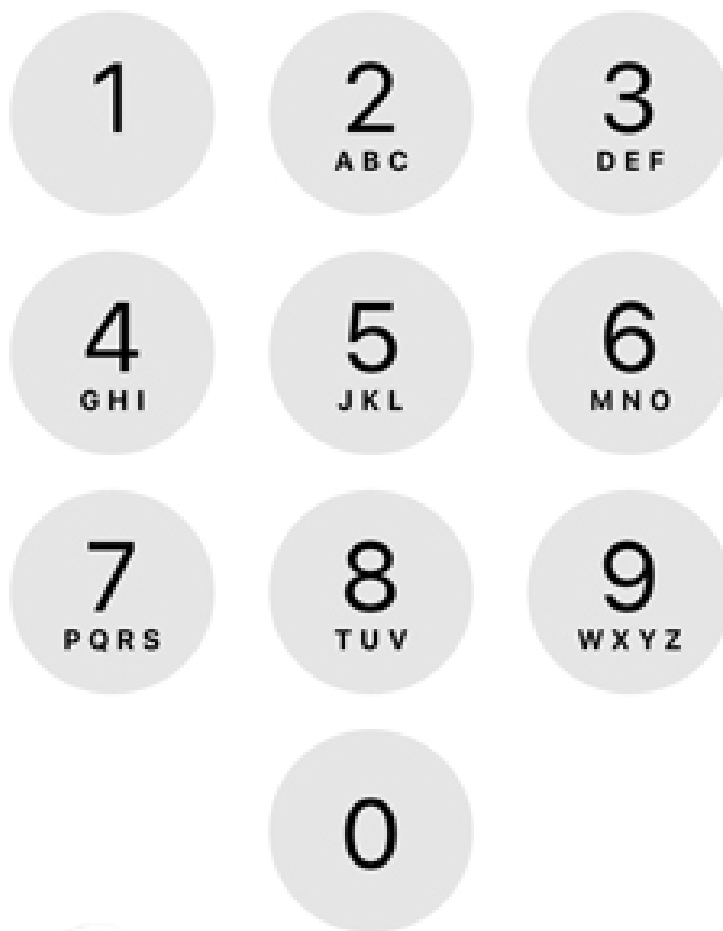 1 2 3
ABC DEF
4 5 6
GHI JKL MNO
7 8 9
PQRS TUV WXYZ
0